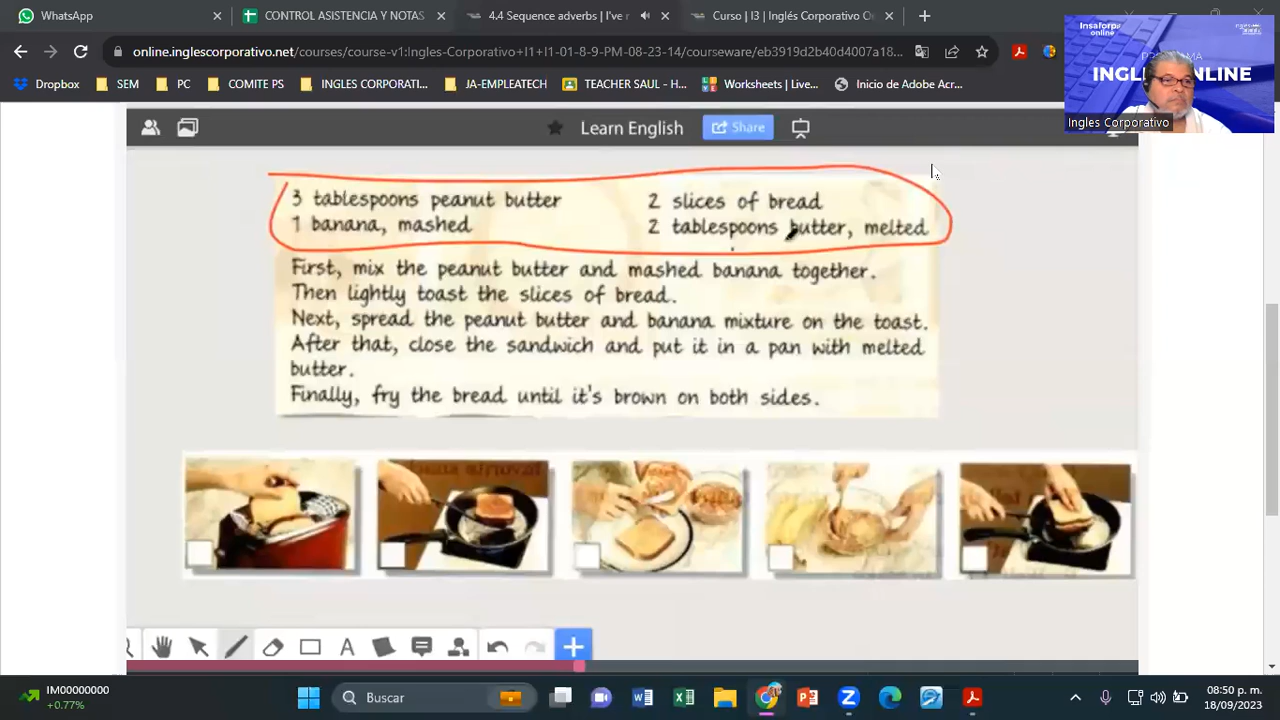 WhatsApp
CONTROL ASISTENCIA Y NOTAS
4.4 Sequence adverbs | I've r
Curso | I3 | Inglés Corporativo O
online.inglescorporativo.net/courses/course-v1:Ingles-Corporativo+I1+I1-01-8-9-PM-08-23-14/courseware/eb3919d2b40d4007a18...
Dropbox
SEM
PC
COMITE PS
INGLES CORPORATI...
JA-EMPRETECH
TEACHER SAUL - HO...
Worksheets | Live...
Inicio de Adobe Acr...
Insaforp
online
PROGRAMA
INGL
ONLINE
Ingles Corporativo
Learn English
Share
3 tablespoons peanut butter
2 slices of bread
1 banana, mashed
2 tablespoons butter, melted
First, mix the peanut butter and mashed banana together.
Then lightly toast the slices of bread.
Next, spread the peanut butter and banana mixture on the toast.
After that, close the sandwich and put it in a pan with melted
butter.
Finally, fry the bread until it's brown on both sides.
IM00000000
+0.77%
Buscar
08:50 p. m.
18/09/2023